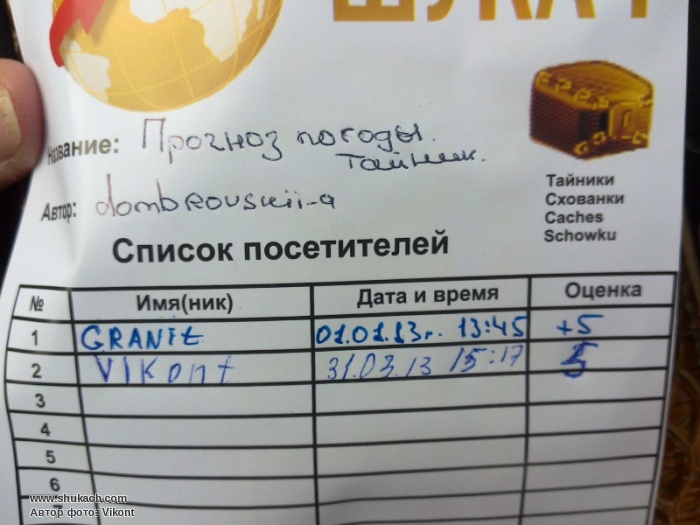 ШУКАЧ
Название: Прогноз погоды.
Тайник.
Автор: dombrovskii-a
Тайники
Схованки
Caches
Schowku
Список посетителей
№ Имя(ник) Дата и время Оценка
1 GRANIt 01.01.13г. 13:45 +5
2 VIKont 31.03.13 15:17 5
3
4
5
6
7
www.shukach.com
Автор фото: Vikont